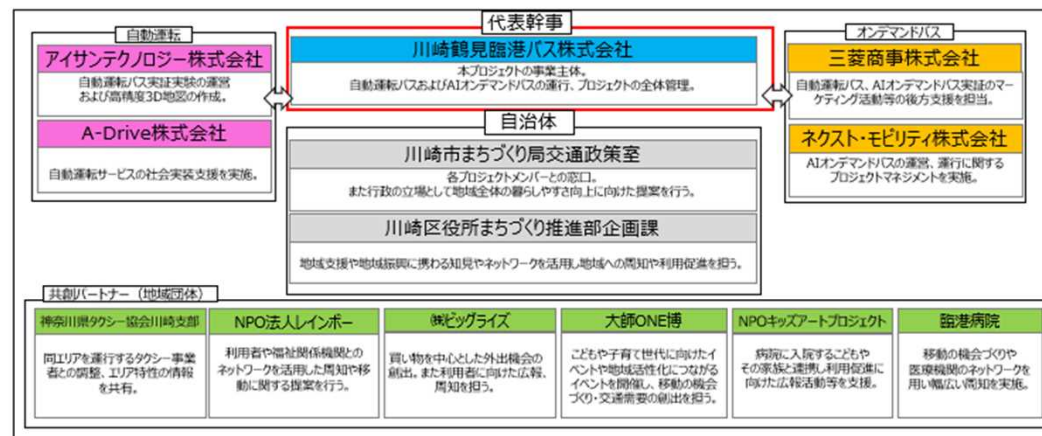 代表幹事
川崎鶴見臨港バス株式会社
本プロジェクトの事業主体。
自動運転バスおよびAIオンデマンドバスの運行、プロジェクトの全体管理。
自動運転
アイサンテクノロジー株式会社
自動運転バス実証実験の運営
および高精度3D地図の作成。
A-Drive株式会社
自動運転サービスの社会実装支援を実施。
オンデマンドバス
三菱商事株式会社
自動運転バス、AIオンデマンドバス実証のマー
ケティング活動等の後方支援を担当。
ネクスト・モビリティ株式会社
AIオンデマンドバスの運営、運行に関する
プロジェクトマネジメントを実施。
自治体
川崎市まちづくり局交通政策室
各プロジェクトメンバーとの窓口。
また行政の立場として地域全体の暮らしやすさ向上に向けた提案を行う。
川崎区役所まちづくり推進部企画課
地域支援や地域振興に携わる知見やネットワークを活用し地域への周知や利用促進を担う。
共創パートナー（地域団体）
神奈川県タクシー協会川崎支部
同エリアを運行するタクシー事業
者との調整、エリア特性の情報
を共有。
NPO法人レインボー
利用者や福祉関係機関との
ネットワークを活用した周知や移
動に関する提案を行う。
㈱ビッグライズ
買い物を中心とした外出機会の
創出。また利用者に向けた広報、
周知を担う。
大師ONE博
こどもや子育て世代に向けたイ
ベントや地域活性化につながる
イベントを開催し、移動の機会
づくり・交通需要の創出を担う。
NPOキッズアートプロジェクト
病院に入院するこどもや
その家族と連携し利用促進に
向けた広報活動等を支援。
臨港病院
移動の機会づくりや
医療機関のネットワークを
用い幅広い周知を実施。